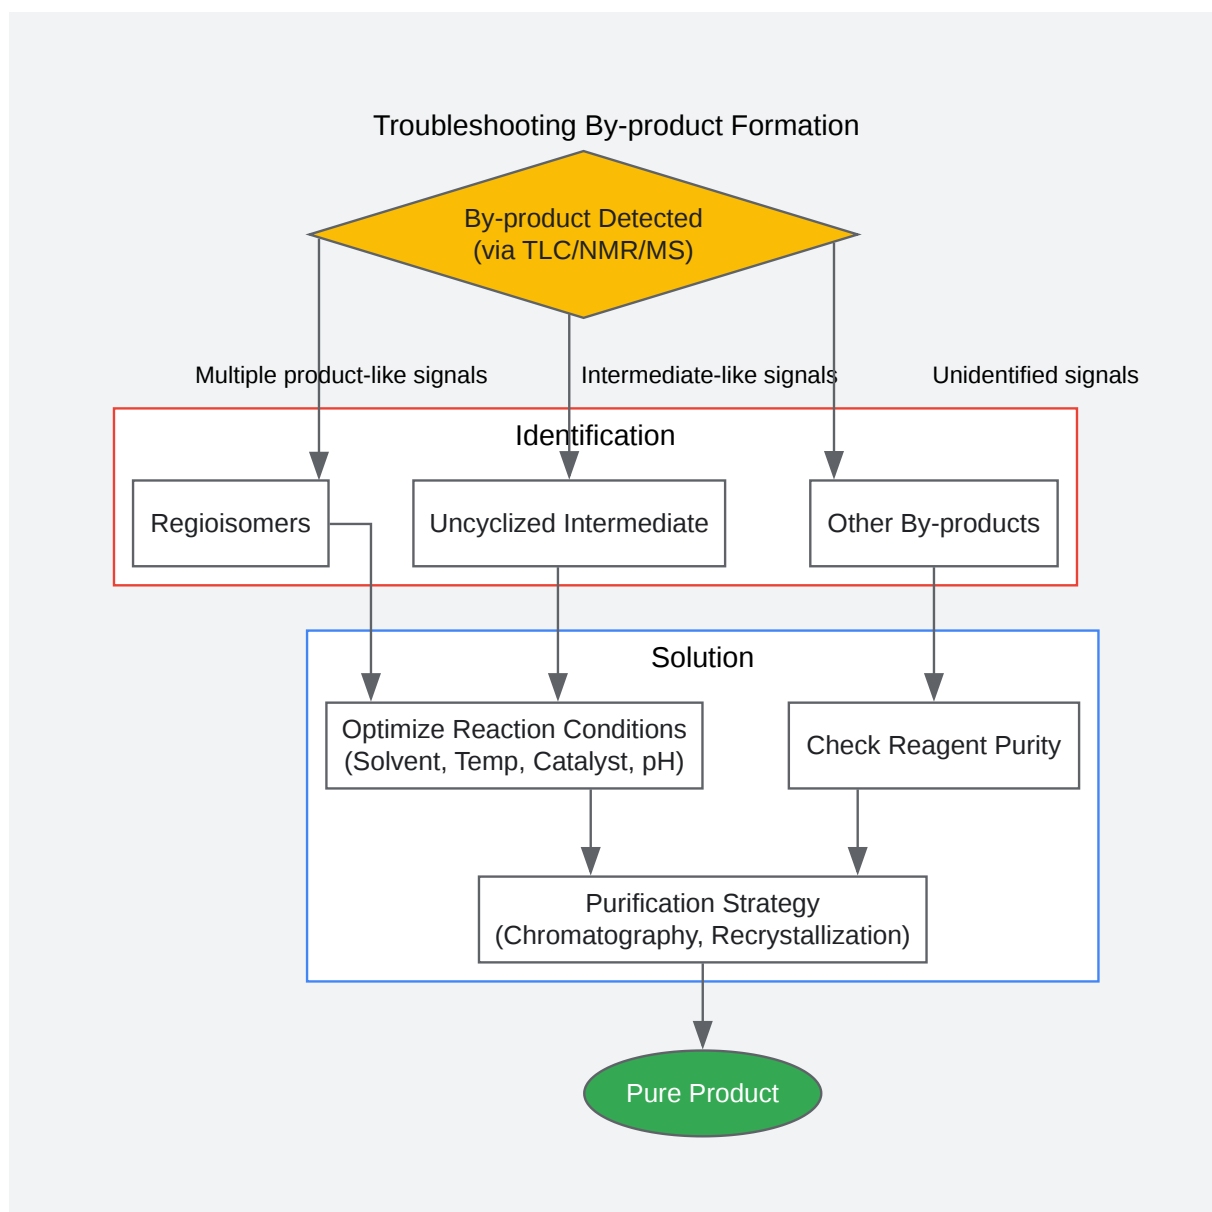 Troubleshooting By-product Formation
By-product Detected
(via TLC/NMR/MS)
Multiple product-like signals
Intermediate-like signals
Unidentified signals
Identification
Regioisomers
Uncyclized Intermediate
Other By-products
Solution
Optimize Reaction Conditions
(Solvent, Temp, Catalyst, pH)
Check Reagent Purity
Purification Strategy
(Chromatography, Recrystallization)
Pure Product